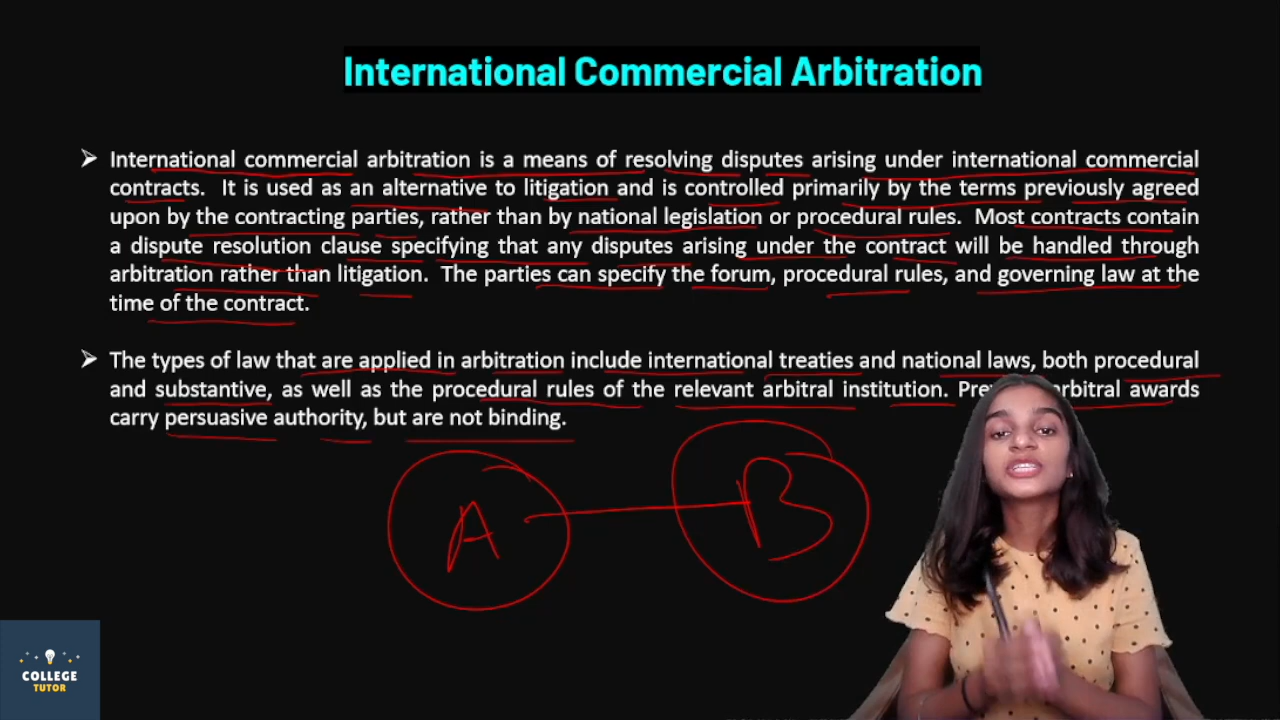 International Commercial Arbitration
➤ International commercial arbitration is a means of resolving disputes arising under international commercial
contracts. It is used as an alternative to litigation and is controlled primarily by the terms previously agreed
upon by the contracting parties, rather than by national legislation or procedural rules. Most contracts contain
a dispute resolution clause specifying that any disputes arising under the contract will be handled through
arbitration rather than litigation. The parties can specify the forum, procedural rules, and governing law at the
time of the contract.
➤ The types of law that are applied in arbitration include international treaties and national laws, both procedural
and substantive, as well as the procedural rules of the relevant arbitral institution. arbitral awards
carry persuasive authority, but are not binding.
A B
COLLEGE
TUTOR